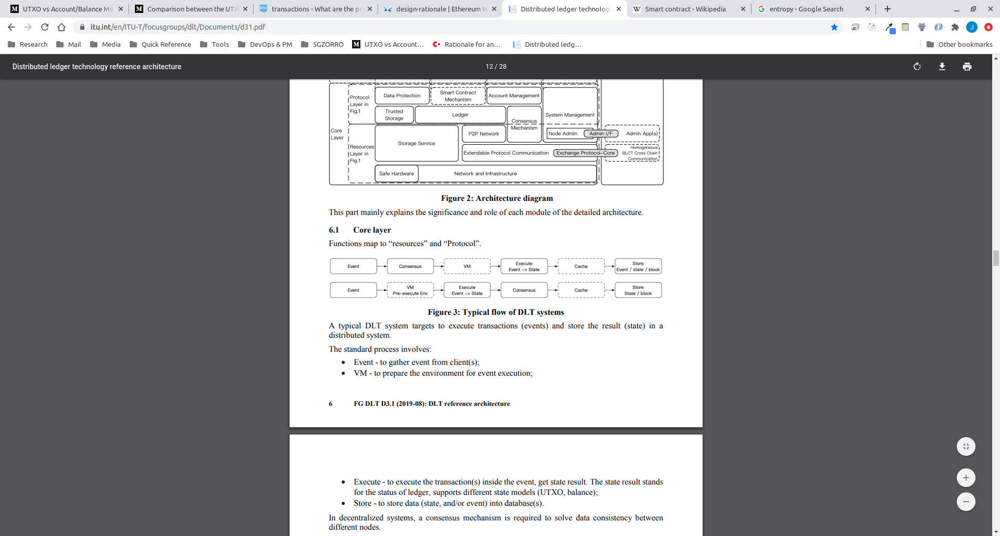 UTXO vs Account/Balance Mo
Comparison between the UTX
ETH transactions - What are the pr
design-rationale | Ethereum W
Distributed ledger technology
W Smart contract - Wikipedia
G entropy - Google Search
itu.int/en/ITU-T/focusgroups/dlt/Documents/d31.pdf
J
Research
Mail
Media
Quick Reference
Tools
DevOps & PM
5GZORRO
UTXO vs Account...
Rationale for an...
Distributed ledg...
Other bookmarks
Distributed ledger technology reference architecture
12 / 28
Core
Layer
Protocol
Layer in
Fig.1
Data Protection
Smart Contract
Mechanism
Account Management
Trusted
Storage
Ledger
Consensus
Mechanism
System Management
Resources
Layer in
Fig.1
Storage Service
P2P Network
Node Admin
Admin I/F
Admin App(s)
Extendable Protocol Communication
Exchange Protocol-Core
Homogeneous
BLCT Cross Chain
Communication
Safe Hardware
Network and Infrastructure
Figure 2: Architecture diagram
This part mainly explains the significance and role of each module of the detailed architecture.
6.1 Core layer
Functions map to “resources” and “Protocol”.
Event
Consensus
VM
Execute
Event -> State
Cache
Store
Event / state / block
Event
VM
Pre-execute Env
Execute
Event -> State
Consensus
Cache
Store
State / block
Figure 3: Typical flow of DLT systems
A typical DLT system targets to execute transactions (events) and store the result (state) in a
distributed system.
The standard process involves:
• Event - to gather event from client(s);
• VM - to prepare the environment for event execution;
6 FG DLT D3.1 (2019-08): DLT reference architecture
• Execute - to execute the transaction(s) inside the event, get state result. The state result stands
for the status of ledger, supports different state models (UTXO, balance);
• Store - to store data (state, and/or event) into database(s).
In decentralized systems, a consensus mechanism is required to solve data consistency between
different nodes.